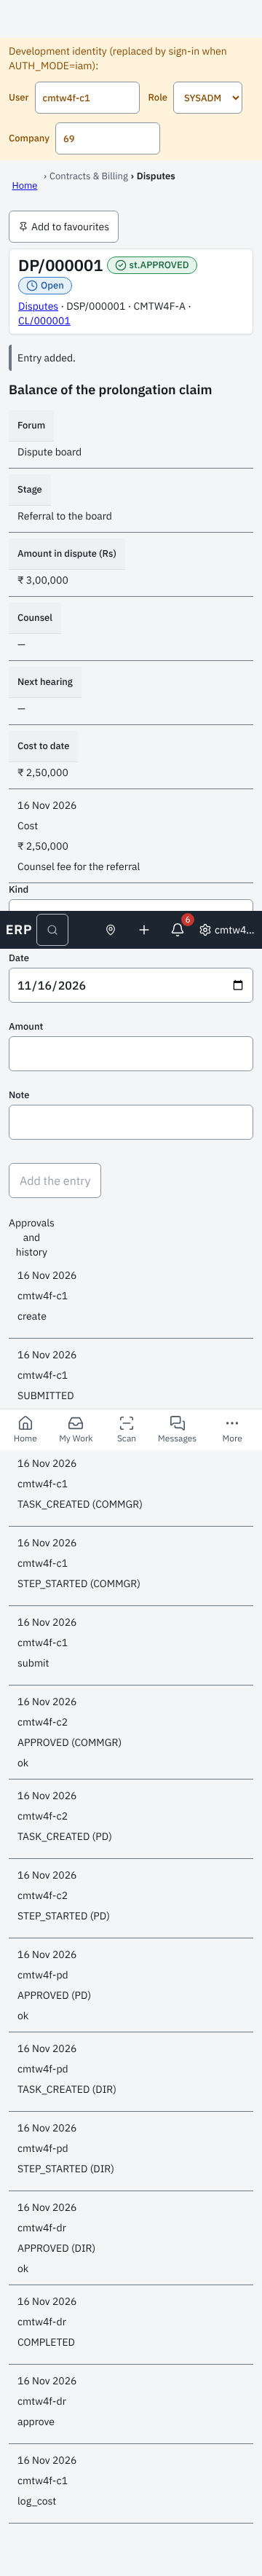 Development identity (replaced by sign-in when
AUTH_MODE=iam):
User cmtw4f-c1 Role SYSADM
Company 69
› Contracts & Billing › Disputes
Home
Add to favourites
DP/000001 st.APPROVED
Open
Disputes · DSP/000001 · CMTW4F-A ·
CL/000001
Entry added.
Balance of the prolongation claim
Forum
Dispute board
Stage
Referral to the board
Amount in dispute (Rs)
₹ 3,00,000
Counsel
—
Next hearing
—
Cost to date
₹ 2,50,000
16 Nov 2026
Cost
₹ 2,50,000
Counsel fee for the referral
Kind
ERP 6 cmtw4...
Date
11/16/2026
Amount
Note
Add the entry
Approvals
and
history
16 Nov 2026
cmtw4f-c1
create
16 Nov 2026
cmtw4f-c1
SUBMITTED
Home My Work Scan Messages More
16 Nov 2026
cmtw4f-c1
TASK_CREATED (COMMGR)
16 Nov 2026
cmtw4f-c1
STEP_STARTED (COMMGR)
16 Nov 2026
cmtw4f-c1
submit
16 Nov 2026
cmtw4f-c2
APPROVED (COMMGR)
ok
16 Nov 2026
cmtw4f-c2
TASK_CREATED (PD)
16 Nov 2026
cmtw4f-c2
STEP_STARTED (PD)
16 Nov 2026
cmtw4f-pd
APPROVED (PD)
ok
16 Nov 2026
cmtw4f-pd
TASK_CREATED (DIR)
16 Nov 2026
cmtw4f-pd
STEP_STARTED (DIR)
16 Nov 2026
cmtw4f-dr
APPROVED (DIR)
ok
16 Nov 2026
cmtw4f-dr
COMPLETED
16 Nov 2026
cmtw4f-dr
approve
16 Nov 2026
cmtw4f-c1
log_cost